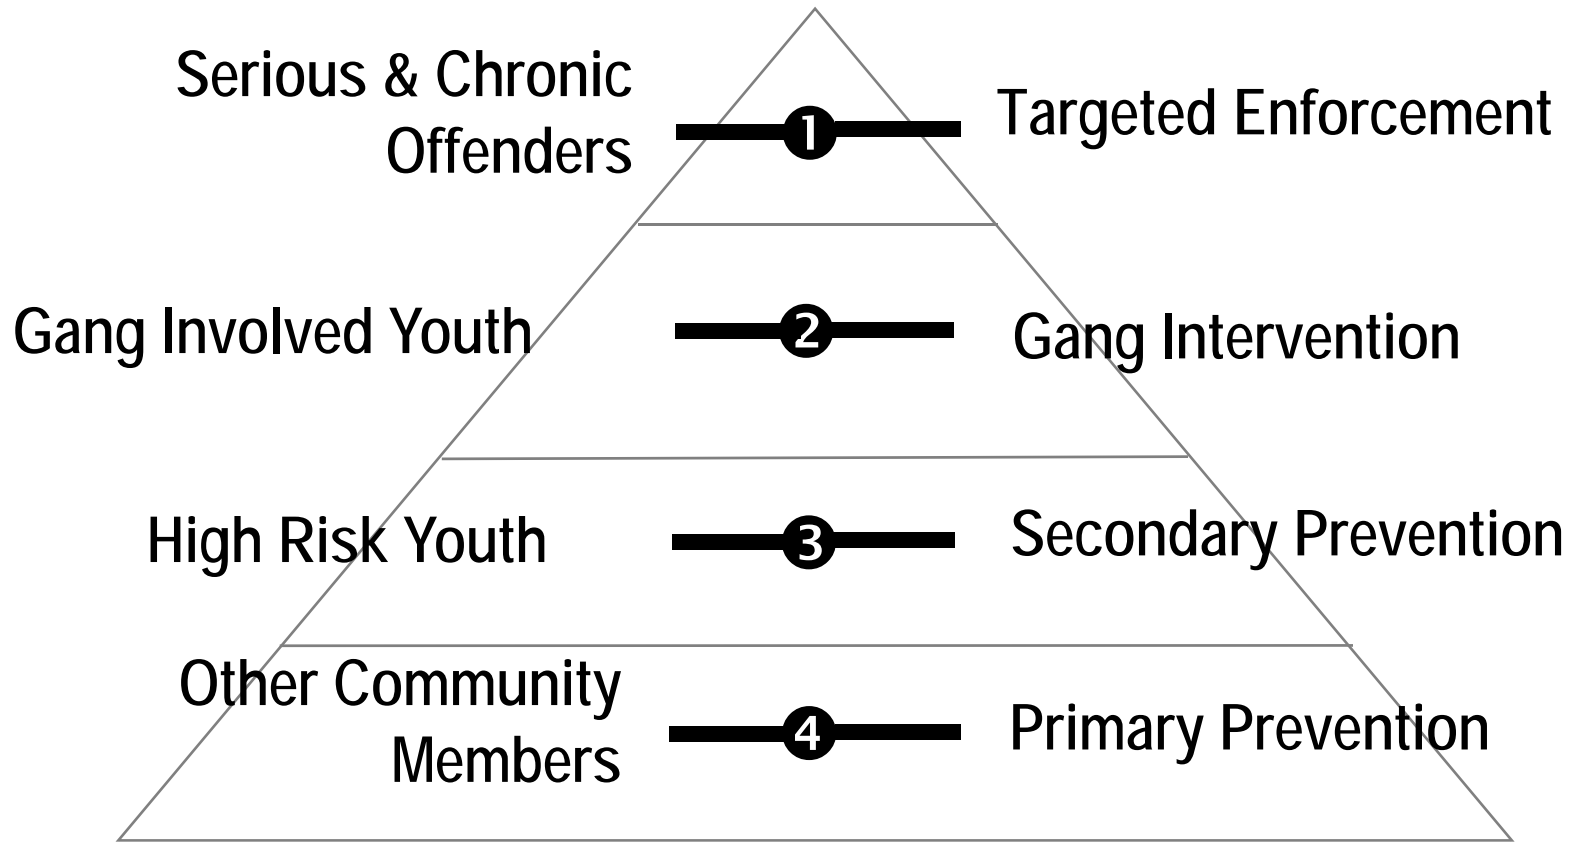 Serious & Chronic
Offenders
1
Targeted Enforcement
Gang Involved Youth
2
Gang Intervention
High Risk Youth
3
Secondary Prevention
Other Community
Members
4
Primary Prevention